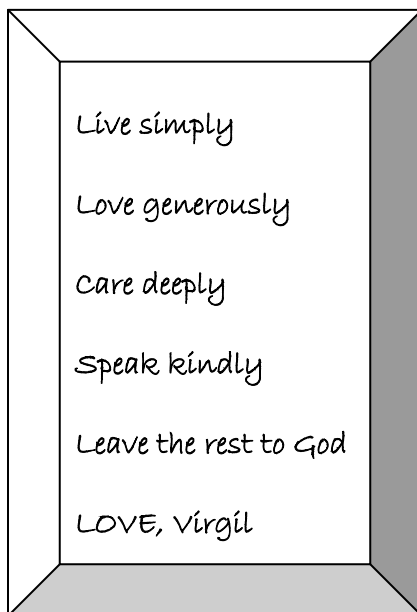 Live simply
Love generously
Care deeply
Speak kindly
Leave the rest to God
LOVE, Virgil